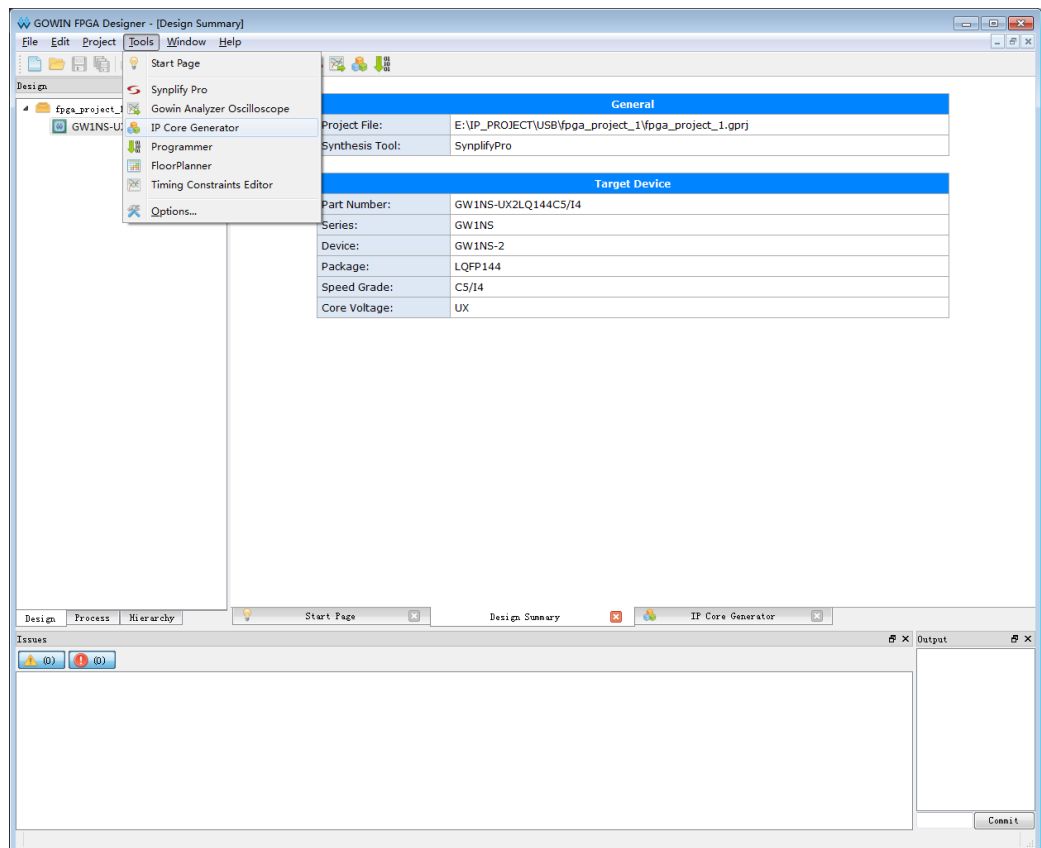 GOWIN FPGA Designer - [Design Summary]
File Edit Project Tools Window Help
Start Page
Synplify Pro
Gowin Analyzer Oscilloscope
IP Core Generator
Programmer
FloorPlanner
Timing Constraints Editor
Options...
Design
fpga_project_1
GW1NS-U
General
Project File: E:\IP_PROJECT\USB\fpga_project_1\fpga_project_1.gprj
Synthesis Tool: SynplifyPro
Target Device
Part Number: GW1NS-UX2LQ144C5/I4
Series: GW1NS
Device: GW1NS-2
Package: LQFP144
Speed Grade: C5/I4
Core Voltage: UX
Design Process Hierarchy
Start Page Design Summary IP Core Generator
Issues
(0) (0)
Output
Commit